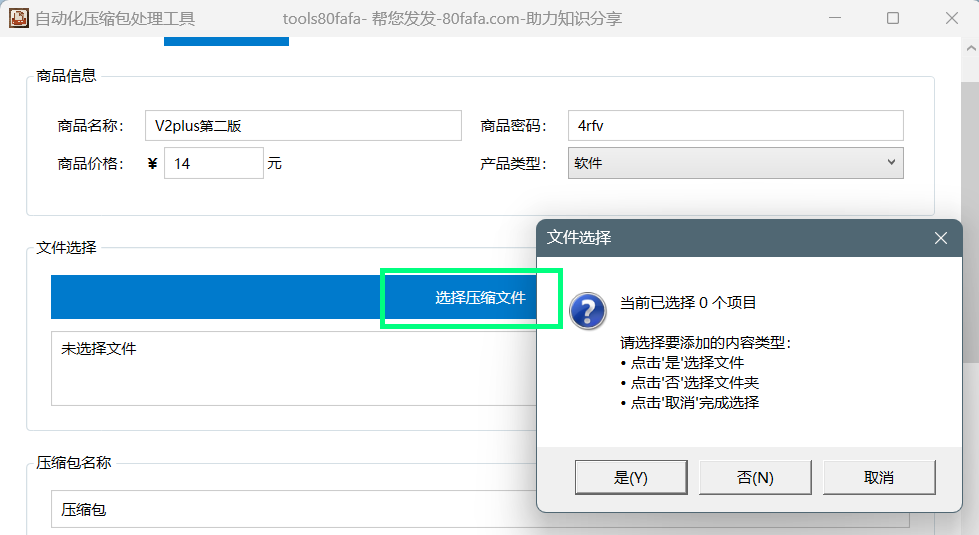 自动化压缩包处理工具 tools80fafa- 帮您发发-80fafa.com-助力知识分享
商品信息
商品名称: V2plus第二版 商品密码: 4rfv
商品价格: ¥ 14 元 产品类型: 软件
文件选择
选择压缩文件
未选择文件
压缩包名称
压缩包
文件选择
当前已选择 0 个项目
请选择要添加的内容类型:
• 点击'是'选择文件
• 点击'否'选择文件夹
• 点击'取消'完成选择
是(Y) 否(N) 取消